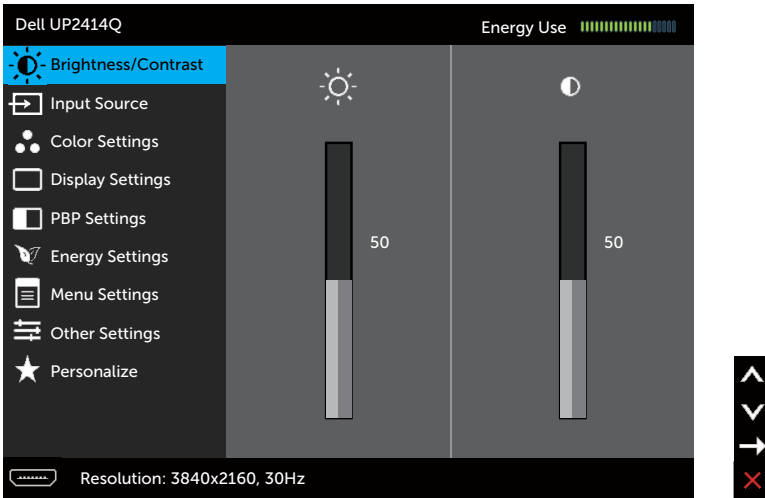 Dell UP2414Q
Energy Use
Brightness/Contrast
Input Source
Color Settings
Display Settings
PBP Settings
Energy Settings
Menu Settings
Other Settings
Personalize
50
50
Resolution: 3840x2160, 30Hz